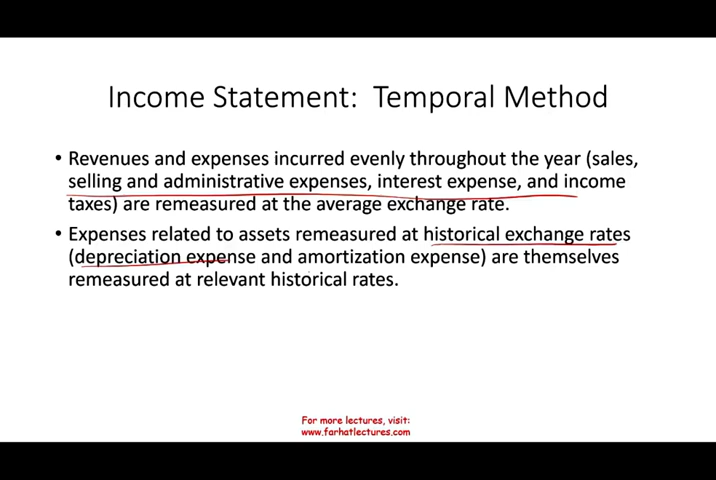 Income Statement: Temporal Method
• Revenues and expenses incurred evenly throughout the year (sales,
selling and administrative expenses, interest expense, and income
taxes) are remeasured at the average exchange rate.
• Expenses related to assets remeasured at historical exchange rates
(depreciation expense and amortization expense) are themselves
remeasured at relevant historical rates.
For more lectures, visit:
www.farhatlectures.com